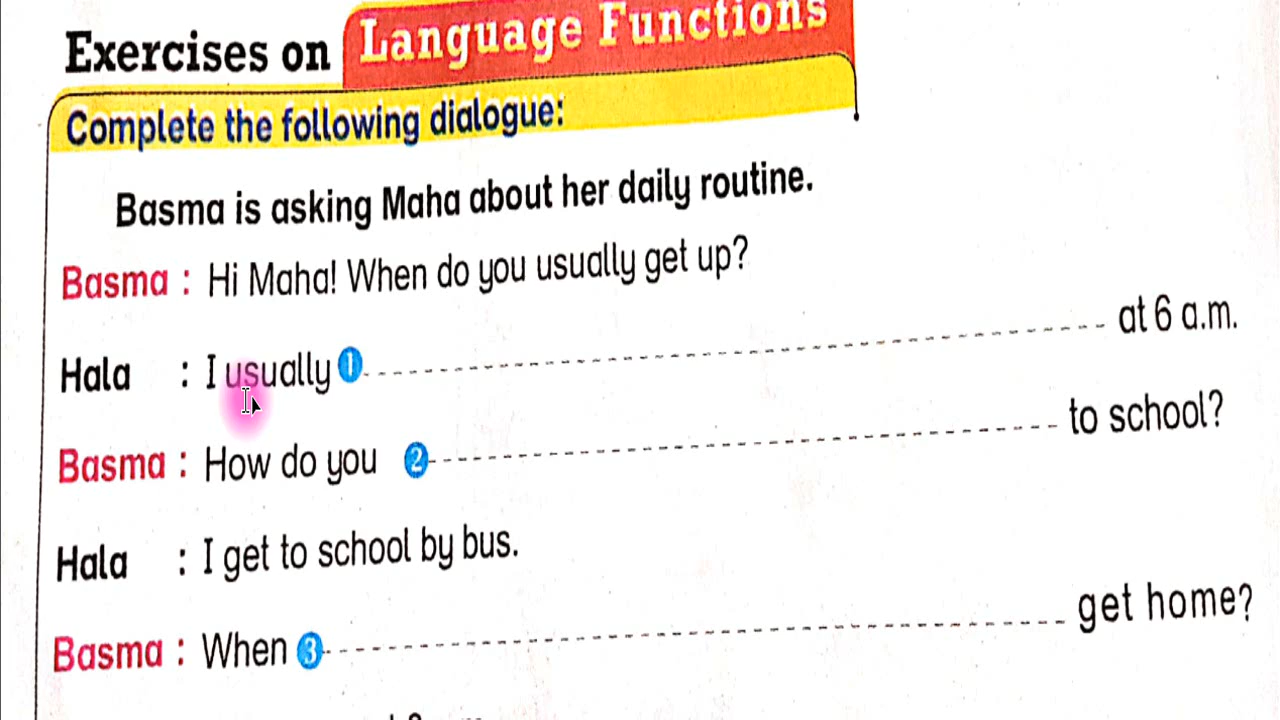 Exercises on Language Functions
Complete the following dialogue:
Basma is asking Maha about her daily routine.
Basma : Hi Maha! When do you usually get up?
Hala : I usually 1 ---------- at 6 a.m.
Basma : How do you 2 ---------- to school?
Hala : I get to school by bus.
Basma : When 3 ---------- get home?